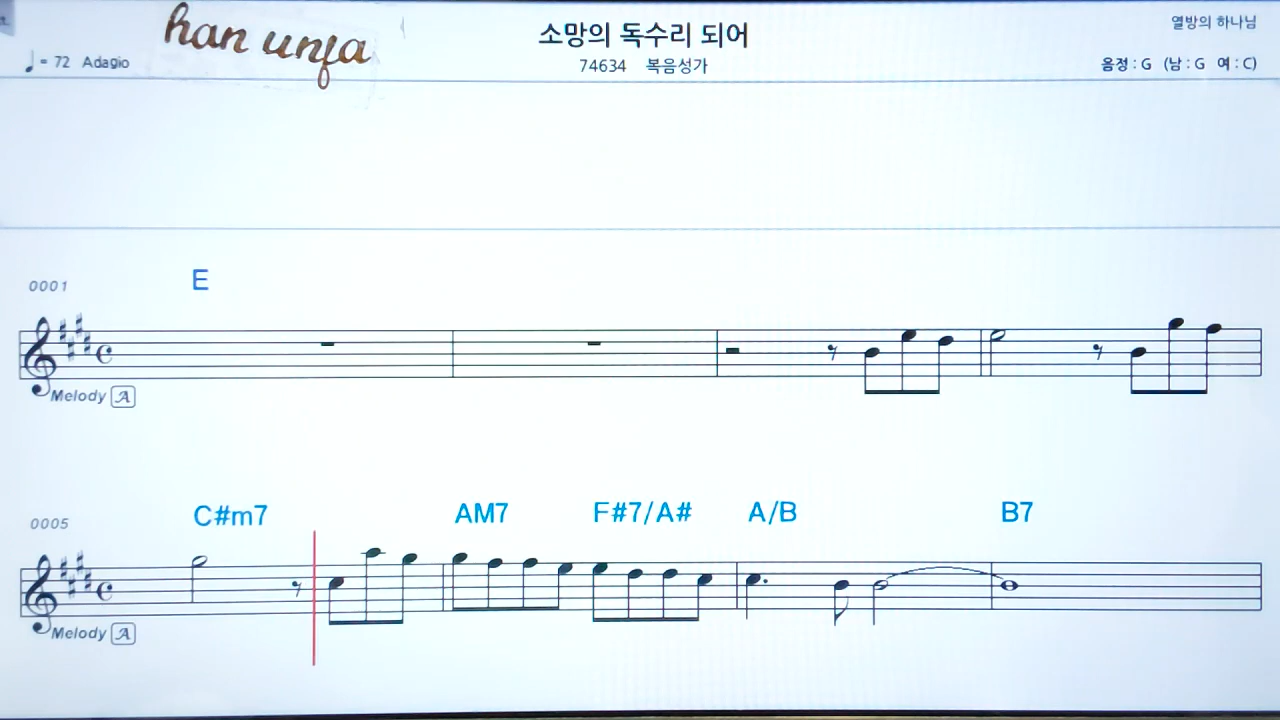 han unfa
소망의 독수리 되어
열방의 하나님
♩ = 72 Adagio
74634 복음성가
음정 : G (남 : G 여 : C)
0001 E
Melody A
0005 C#m7 AM7 F#7/A# A/B B7
Melody A